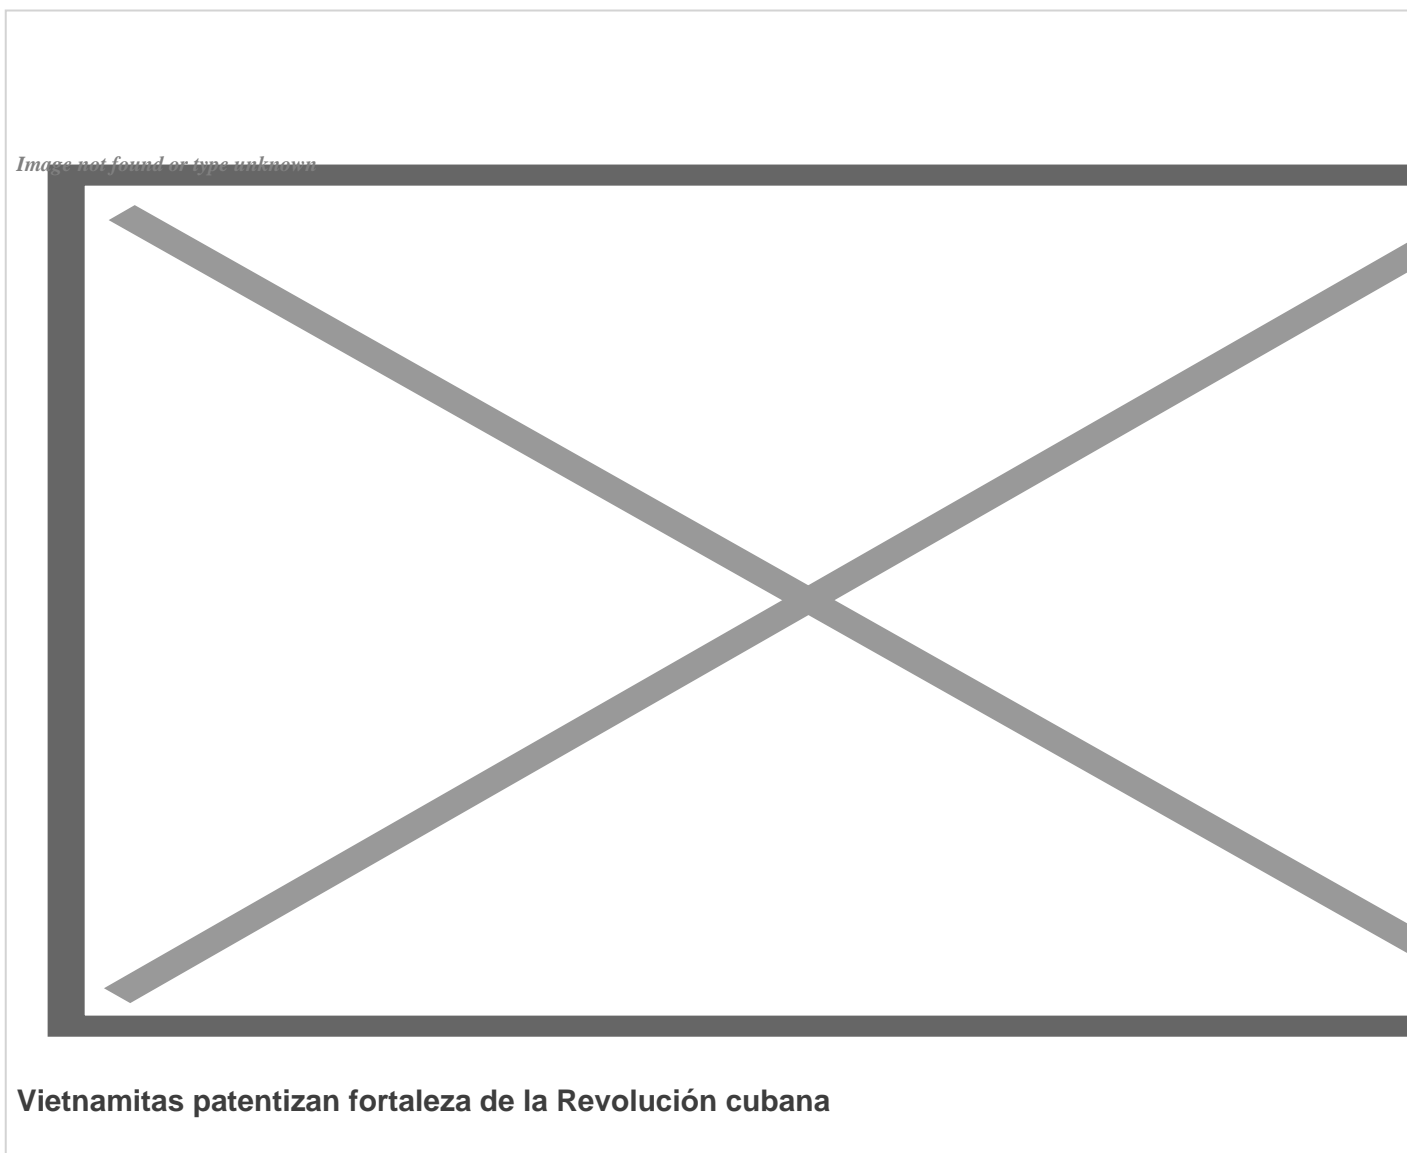 Image not found or type unknown
Vietnamitas patentizan fortaleza de la Revolución cubana